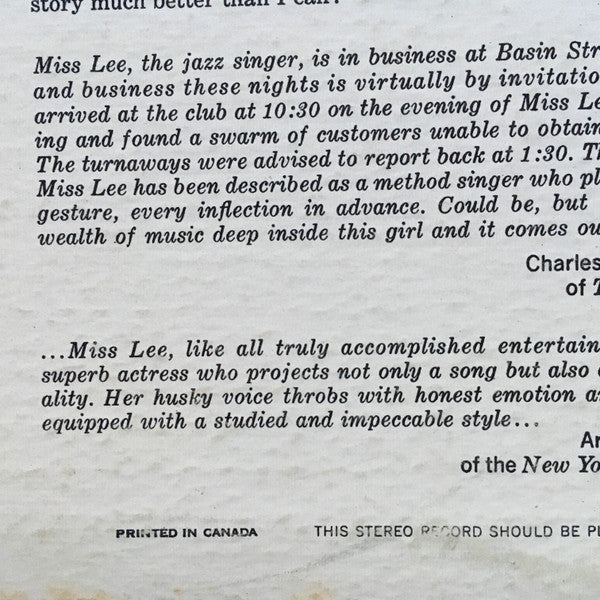 story much better than I can?
Miss Lee, the jazz singer, is in business at Basin Str
and business these nights is virtually by invitatio
arrived at the club at 10:30 on the evening of Miss Le
ing and found a swarm of customers unable to obtain
The turnaways were advised to report back at 1:30. Th
Miss Lee has been described as a method singer who pl
gesture, every inflection in advance. Could be, but
wealth of music deep inside this girl and it comes ou
Charles
of T
...Miss Lee, like all truly accomplished entertain
superb actress who projects not only a song but also
ality. Her husky voice throbs with honest emotion a
equipped with a studied and impeccable style...
Ar
of the New Yo
PRINTED IN CANADA
THIS STEREO RECORD SHOULD BE PL